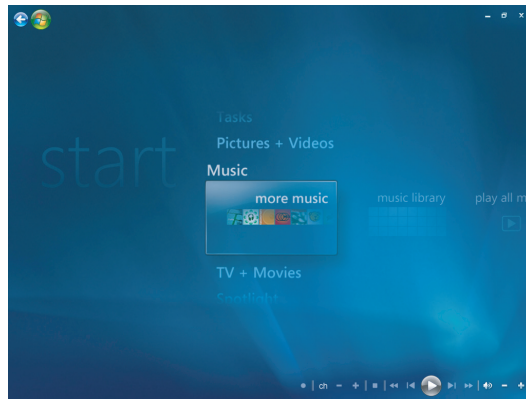 start
Tasks
Pictures + Videos
Music
more music
music library
play all m
TV + Movies
Spotlight
ch